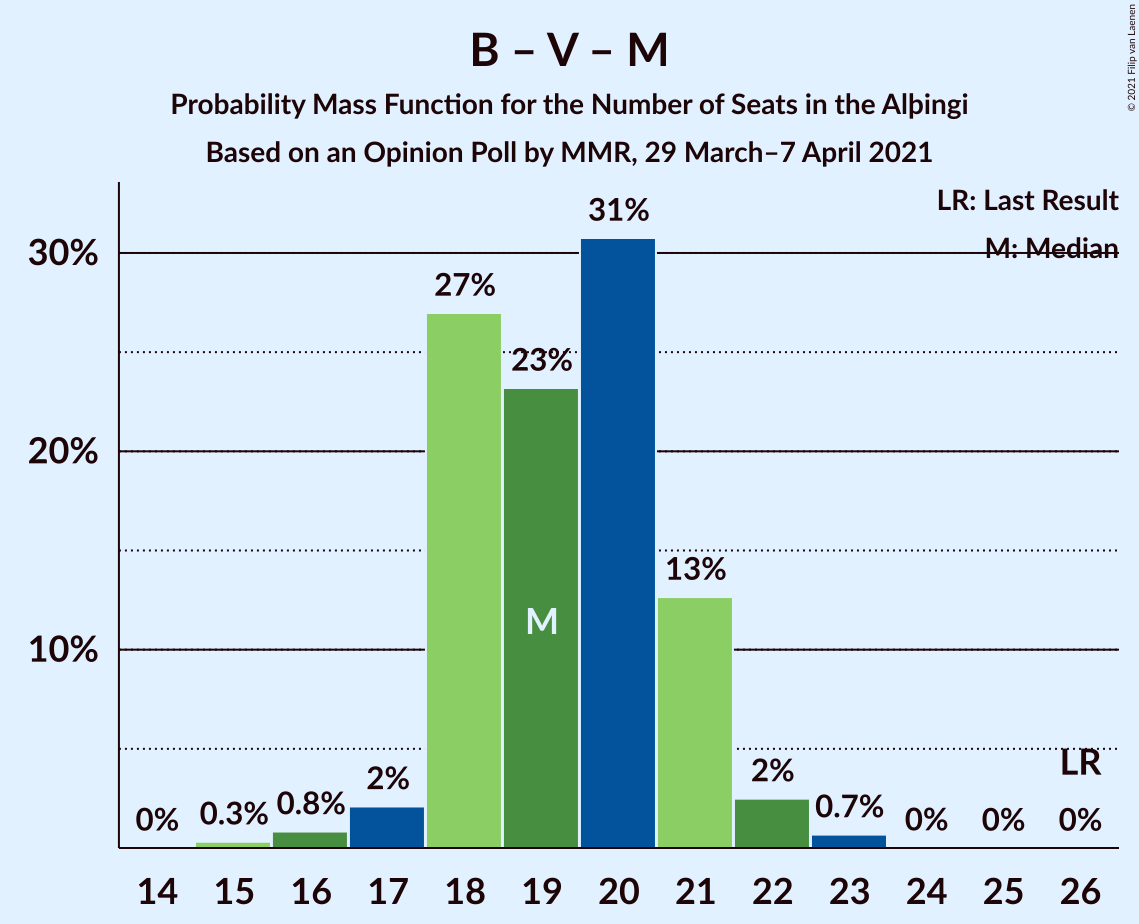 B – V – M
Probability Mass Function for the Number of Seats in the Alþingi
Based on an Opinion Poll by MMR, 29 March–7 April 2021
© 2021 Filip van Laenen
LR: Last Result
M: Median
31%
30%
27%
23%
20%
13%
M
10%
LR
0%
0.3%
0.8%
2%
2%
0.7%
0%
0%
0%
14 15 16 17 18 19 20 21 22 23 24 25 26